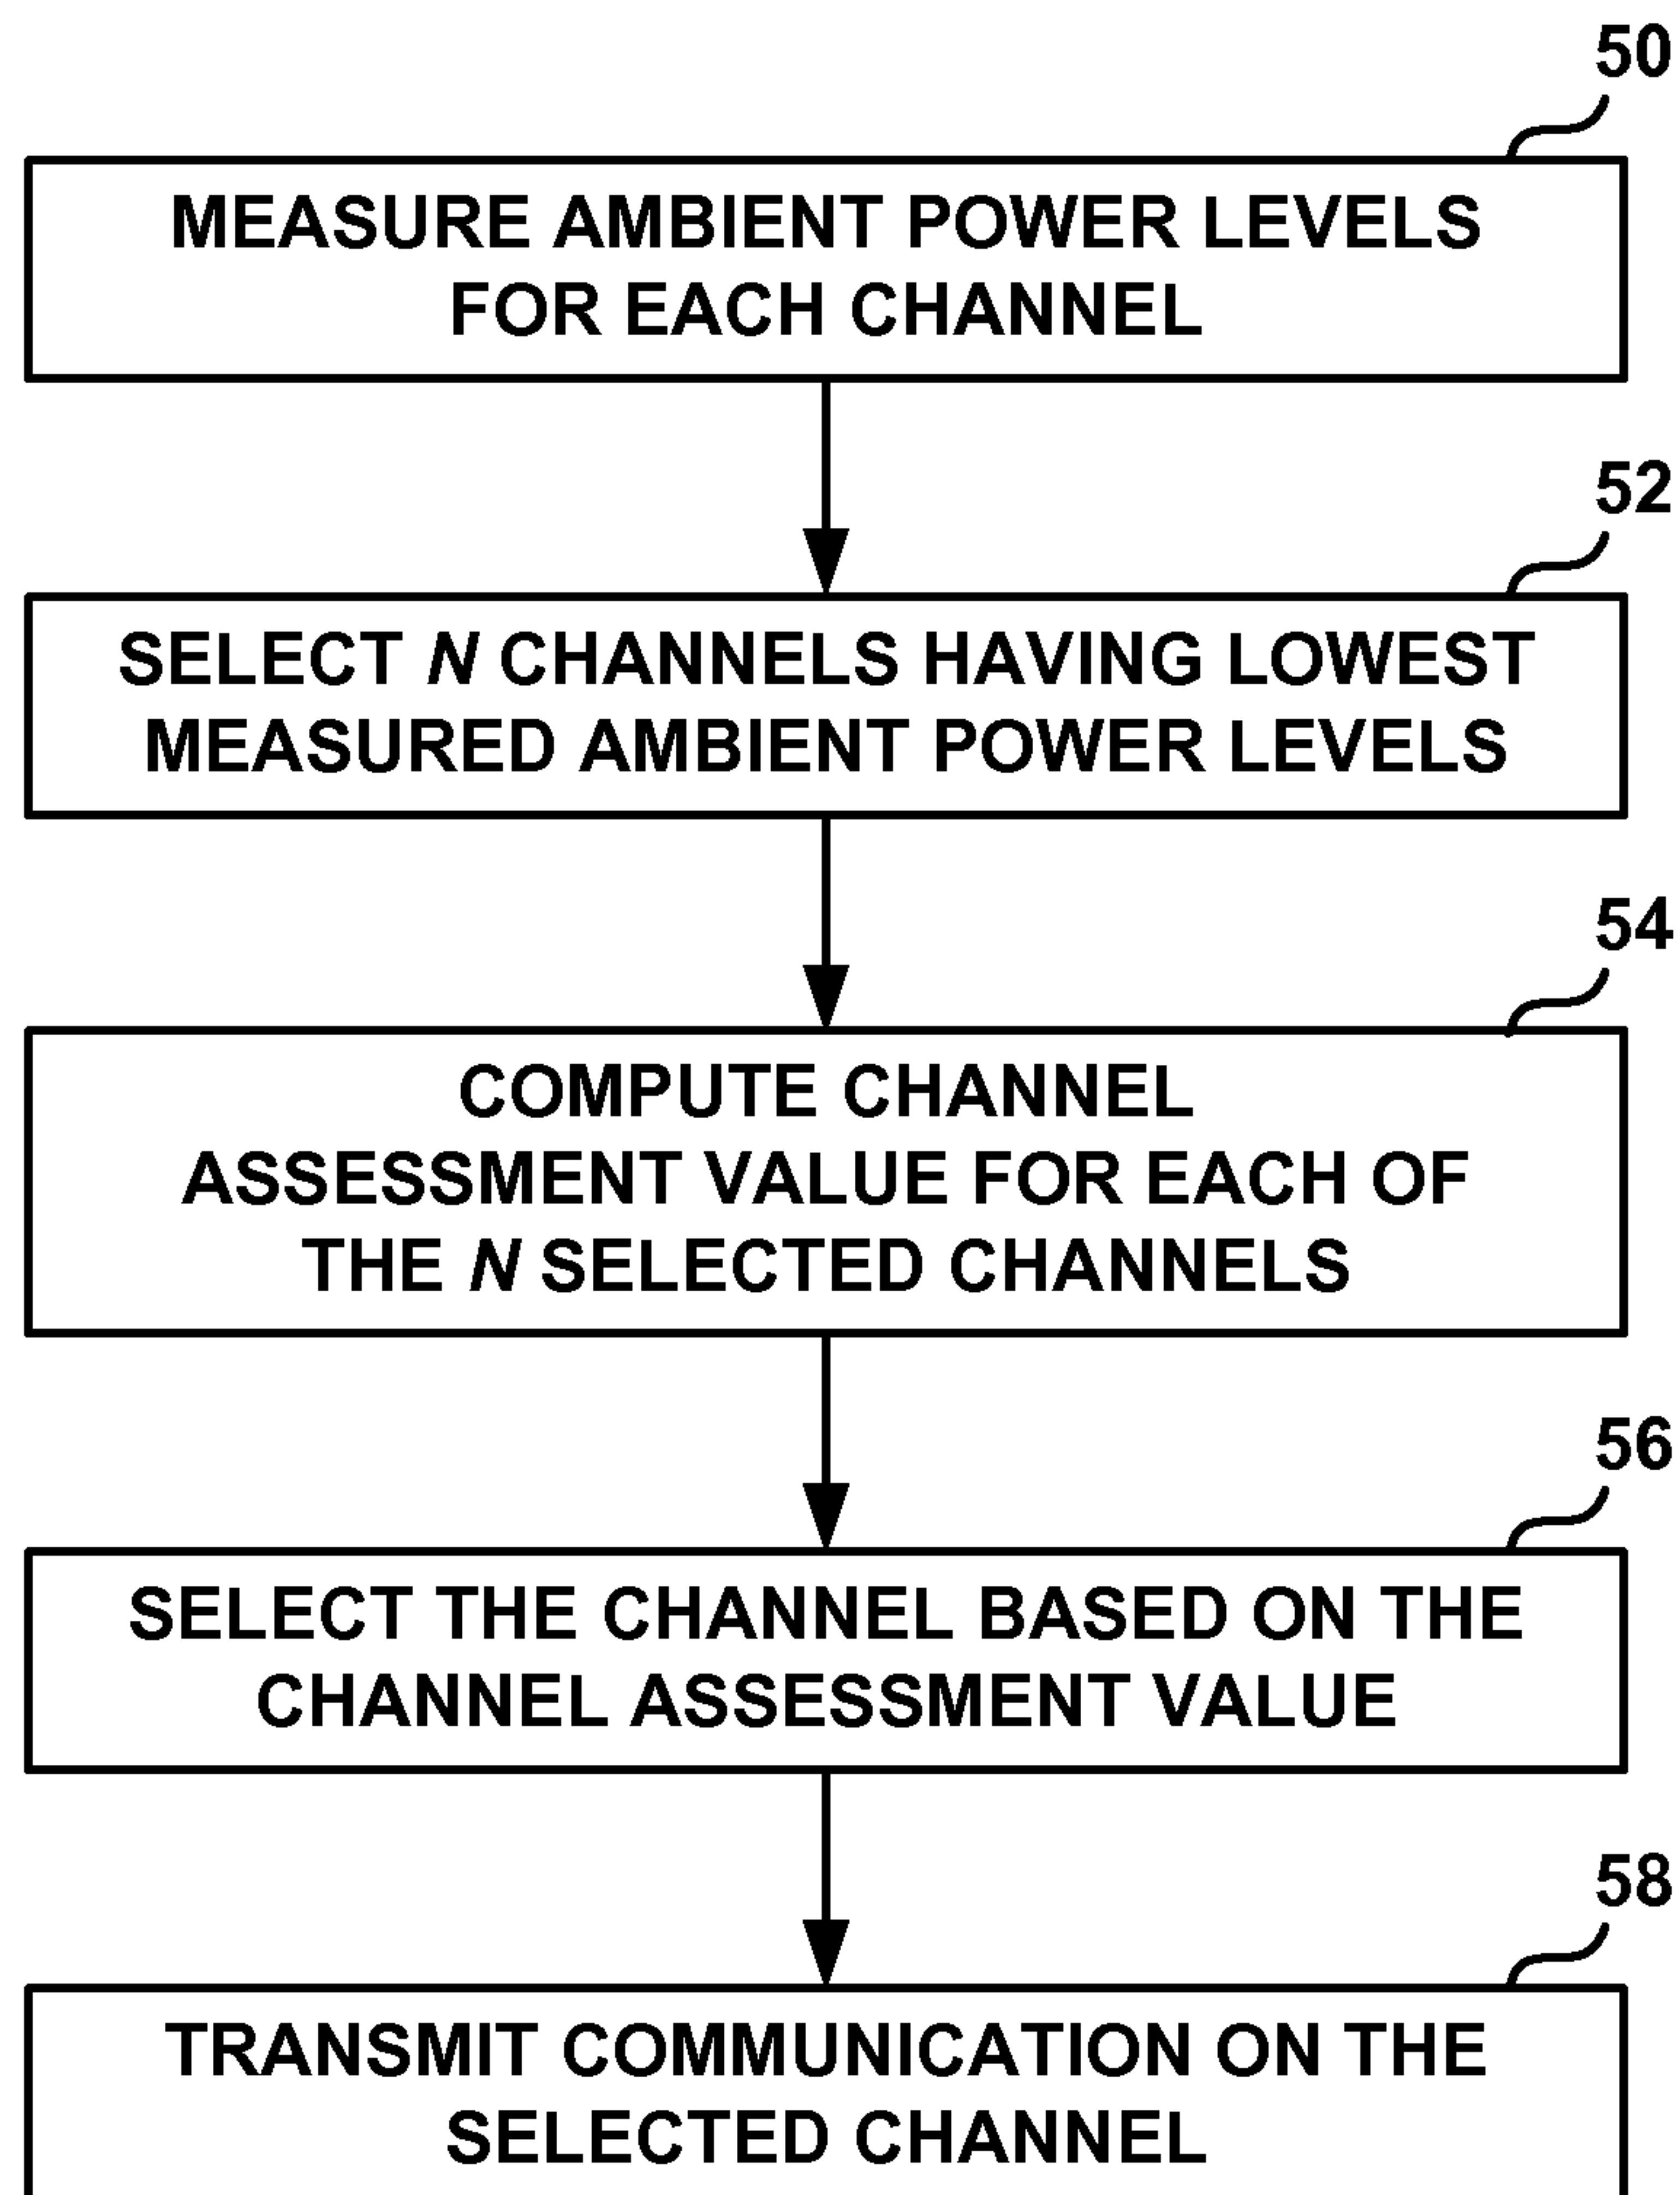 50
MEASURE AMBIENT POWER LEVELS
FOR EACH CHANNEL
52
SELECT N CHANNELS HAVING LOWEST
MEASURED AMBIENT POWER LEVELS
54
COMPUTE CHANNEL
ASSESSMENT VALUE FOR EACH OF
THE N SELECTED CHANNELS
56
SELECT THE CHANNEL BASED ON THE
CHANNEL ASSESSMENT VALUE
58
TRANSMIT COMMUNICATION ON THE
SELECTED CHANNEL